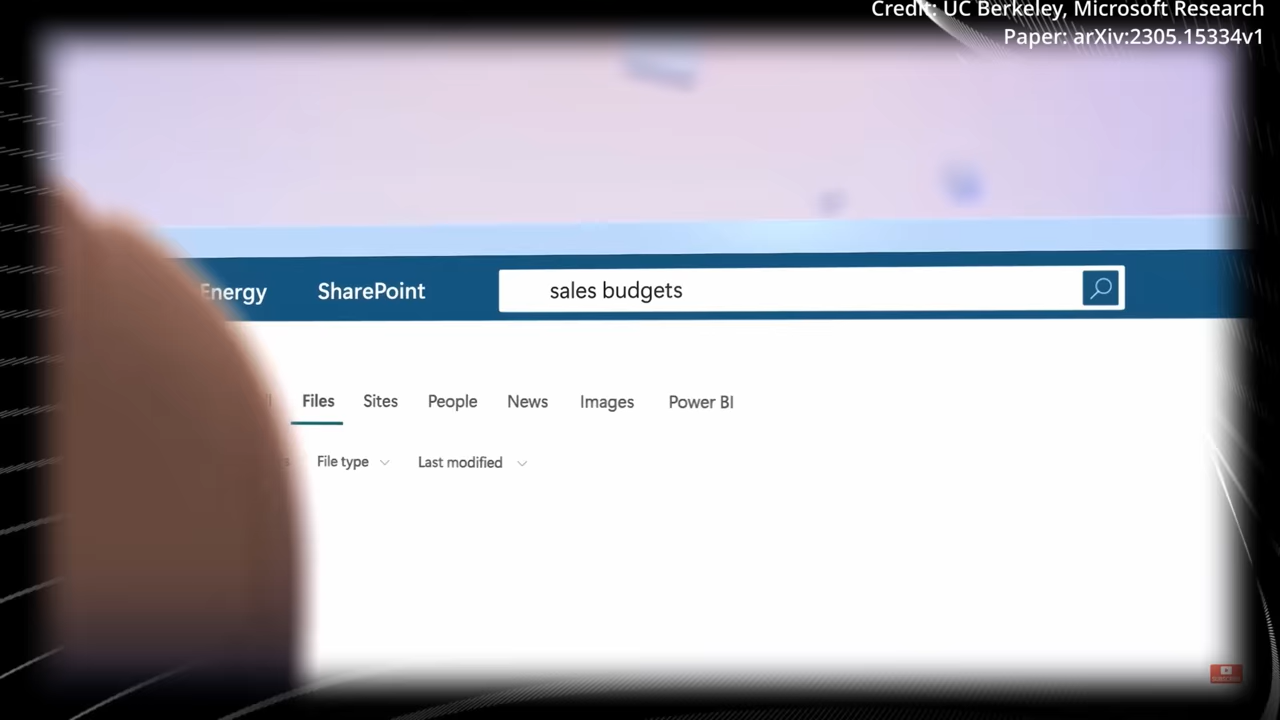 Credit: UC Berkeley, Microsoft Research
Paper: arXiv:2305.15334v1
Energy SharePoint sales budgets
Files Sites People News Images Power BI
File type Last modified